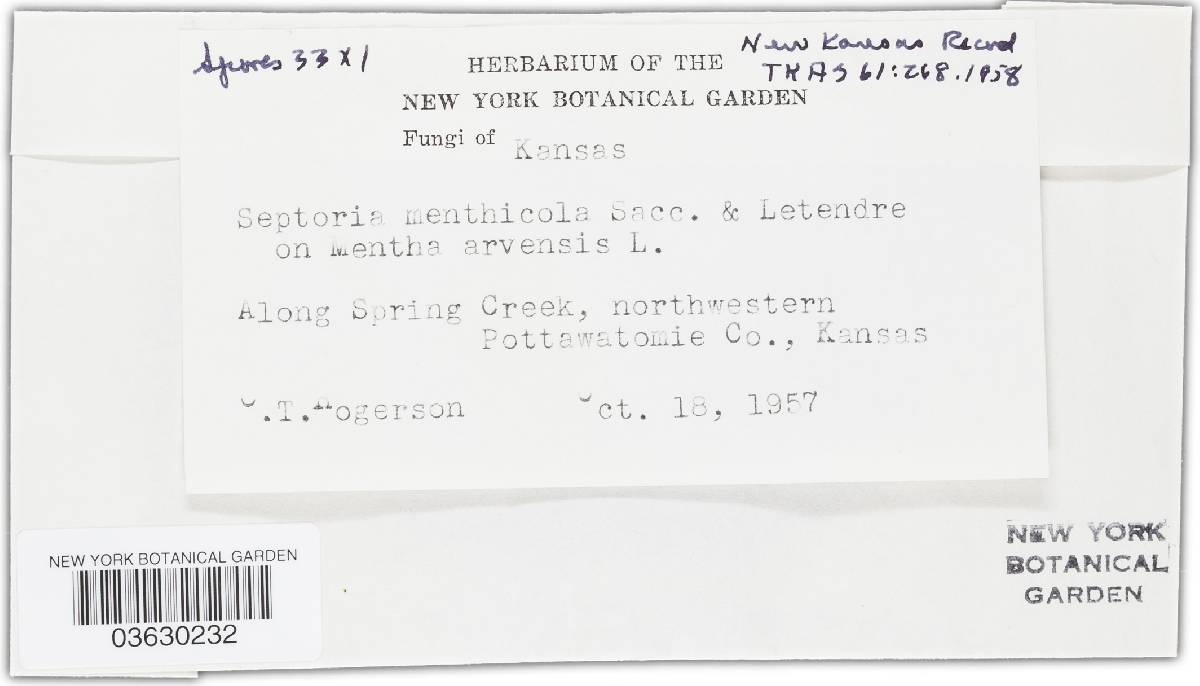 Spores 33 x 1
New Kansas Record
TKAS 61:268.1958
HERBARIUM OF THE
NEW YORK BOTANICAL GARDEN
Fungi of Kansas
Septoria menthicola Sacc. & Letendre
on Mentha arvensis L.
Along Spring Creek, northwestern
Pottawatomie Co., Kansas
C.T.Rogerson Oct. 18, 1957
NEW YORK BOTANICAL GARDEN
03630232
NEW YORK
BOTANICAL
GARDEN